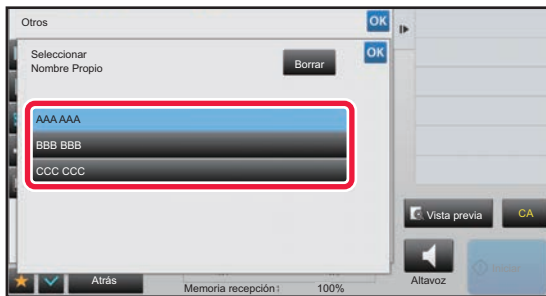 Otros
OK
Seleccionar
Nombre Propio
Borrar
OK
AAA AAA
BBB BBB
CCC CCC
Vista previa
CA
Atrás
Memoria recepción:
100%
Altavoz